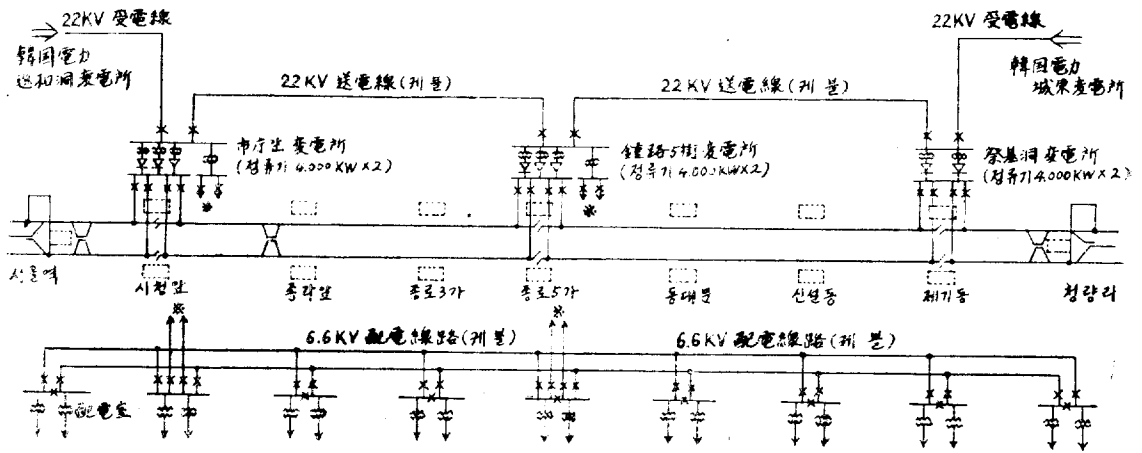 22KV 受電線
22KV 受電線
韓国電力
巡和洞変電所
韓国電力
城東変電所
22KV 送電線(케블)
22KV 送電線(케블)
市庁앞 変電所
(정류기 4.000KW×2)
鍾路5街 変電所
(정류기 4.000KW×2)
祭基洞 変電所
(정류기 4.000KW×2)
서울역
시청앞
종각앞
종로3가
종로5가
동대문
신설동
제기동
청량리
6.6KV 配電線路(케블)
6.6KV 配電線路(케블)
配電室